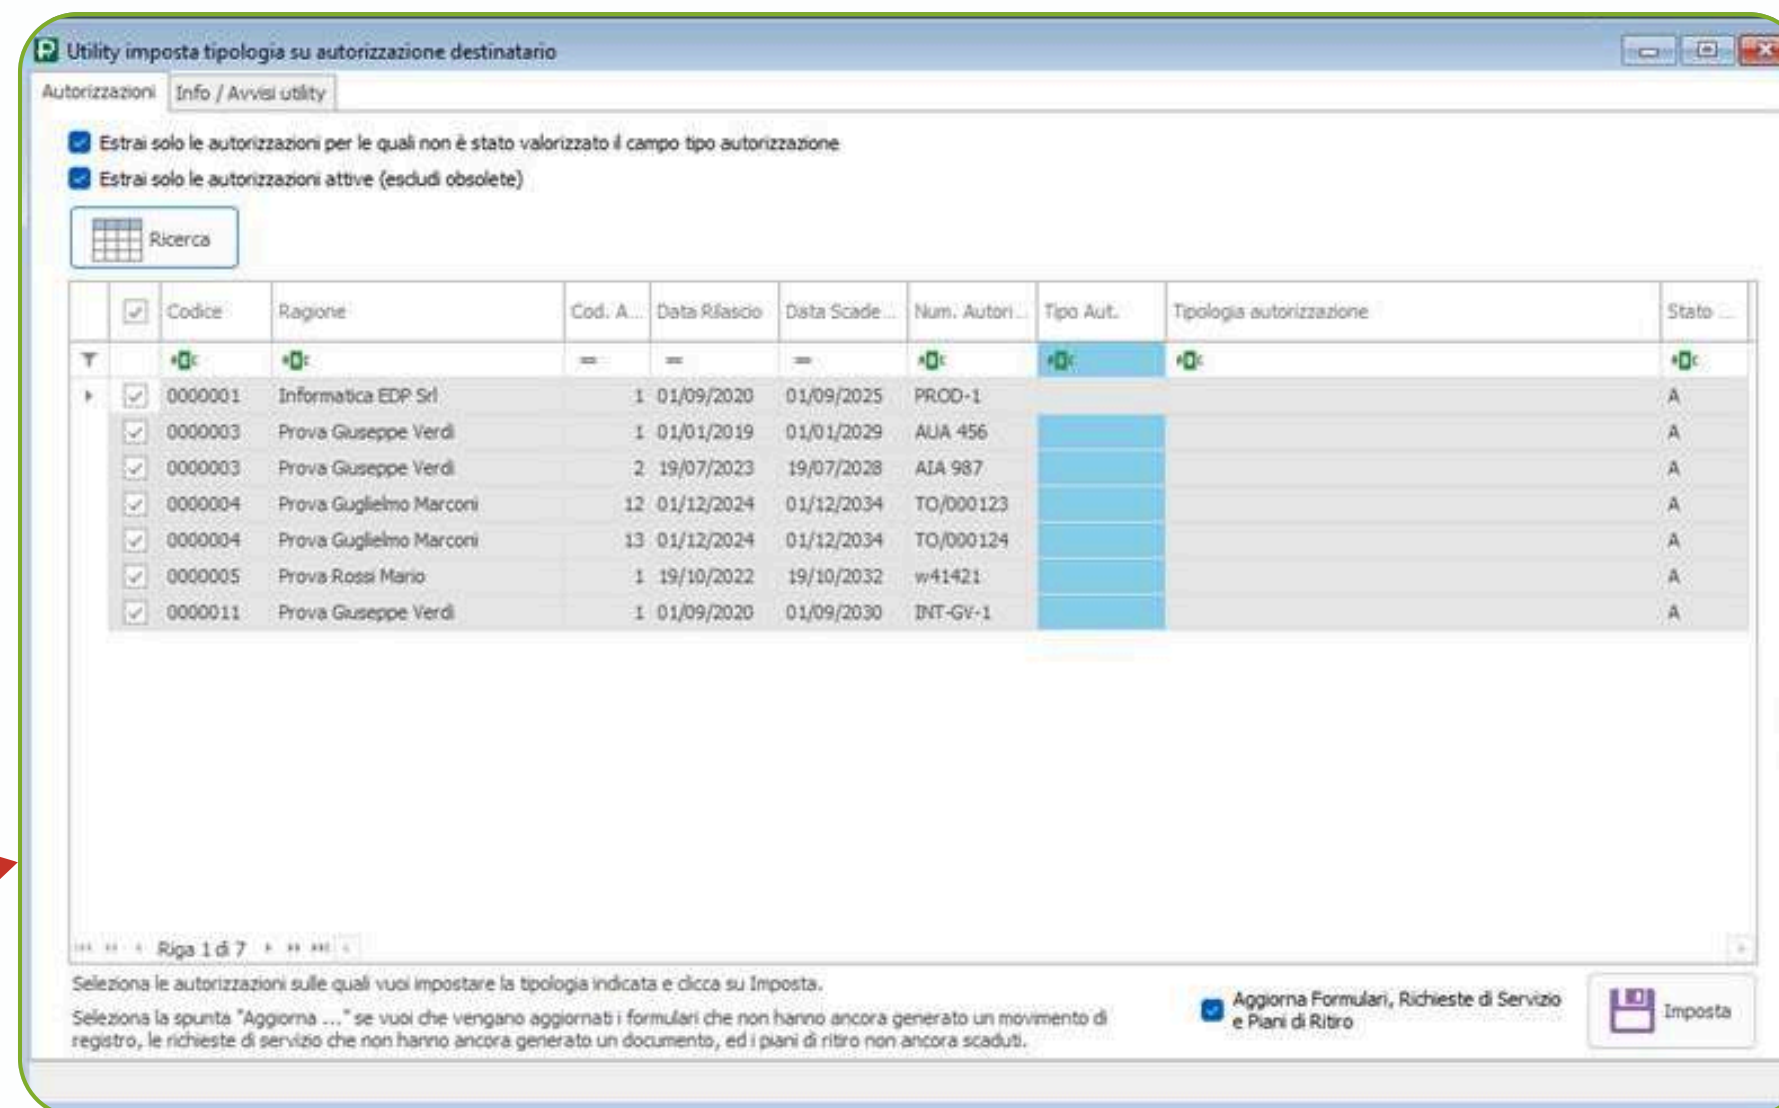 Utility imposta tipologia su autorizzazione destinatario
Autorizzazioni Info / Avvisi utility
Estrai solo le autorizzazioni per le quali non è stato valorizzato il campo tipo autorizzazione
Estrai solo le autorizzazioni attive (escludi obsolete)
Ricerca
Codice Ragione Cod. A... Data Rilascio Data Scade... Num. Autori... Tipo Aut. Tipologia autorizzazione Stato ...
= = =
0000001 Informatica EDP Srl 1 01/09/2020 01/09/2025 PROD-1 A
0000003 Prova Giuseppe Verdi 1 01/01/2019 01/01/2029 AUA 456 A
0000003 Prova Giuseppe Verdi 2 19/07/2023 19/07/2028 AIA 987 A
0000004 Prova Guglielmo Marconi 12 01/12/2024 01/12/2034 TO/000123 A
0000004 Prova Guglielmo Marconi 13 01/12/2024 01/12/2034 TO/000124 A
0000005 Prova Rossi Mario 1 19/10/2022 19/10/2032 w41421 A
0000011 Prova Giuseppe Verdi 1 01/09/2020 01/09/2030 INT-GV-1 A
Riga 1 di 7
Seleziona le autorizzazioni sulle quali vuoi impostare la tipologia indicata e clicca su Imposta.
Seleziona la spunta "Aggiorna ..." se vuoi che vengano aggiornati i formulari che non hanno ancora generato un movimento di
registro, le richieste di servizio che non hanno ancora generato un documento, ed i piani di ritiro non ancora scaduti.
Aggiorna Formulari, Richieste di Servizio
e Piani di Ritiro
Imposta